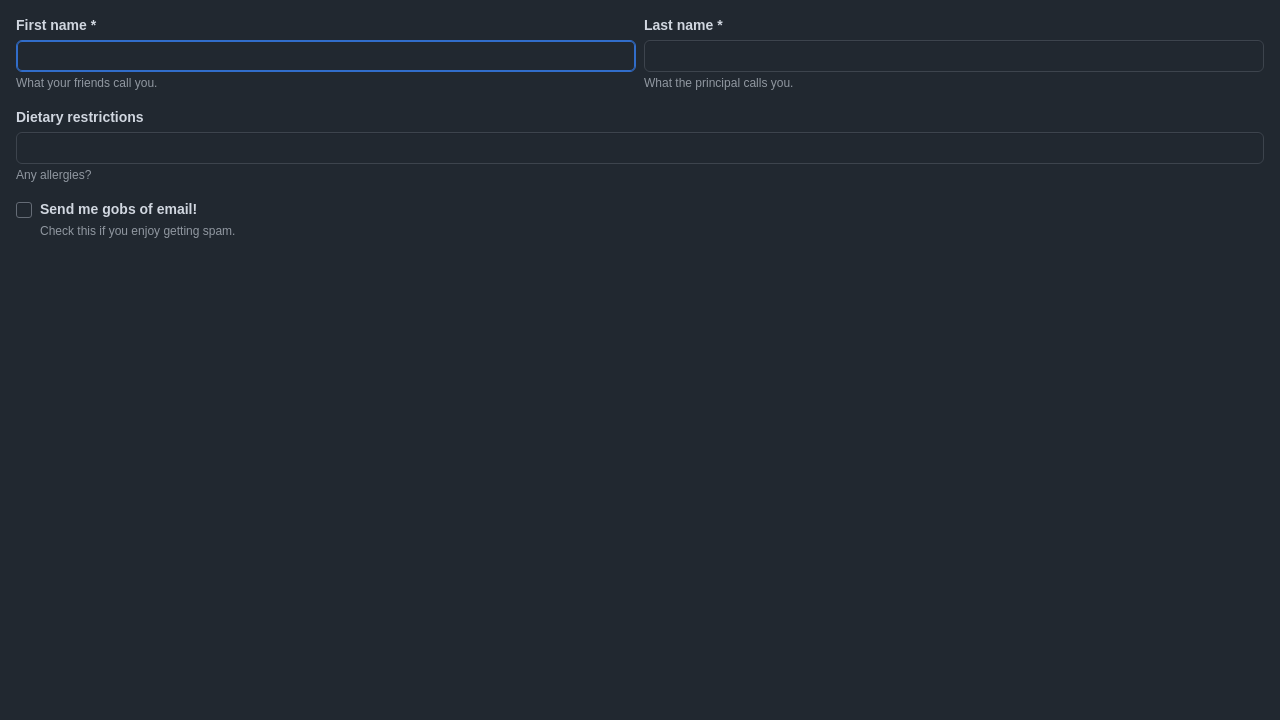 First name *
Last name *
What your friends call you.
What the principal calls you.
Dietary restrictions
Any allergies?
Send me gobs of email!
Check this if you enjoy getting spam.